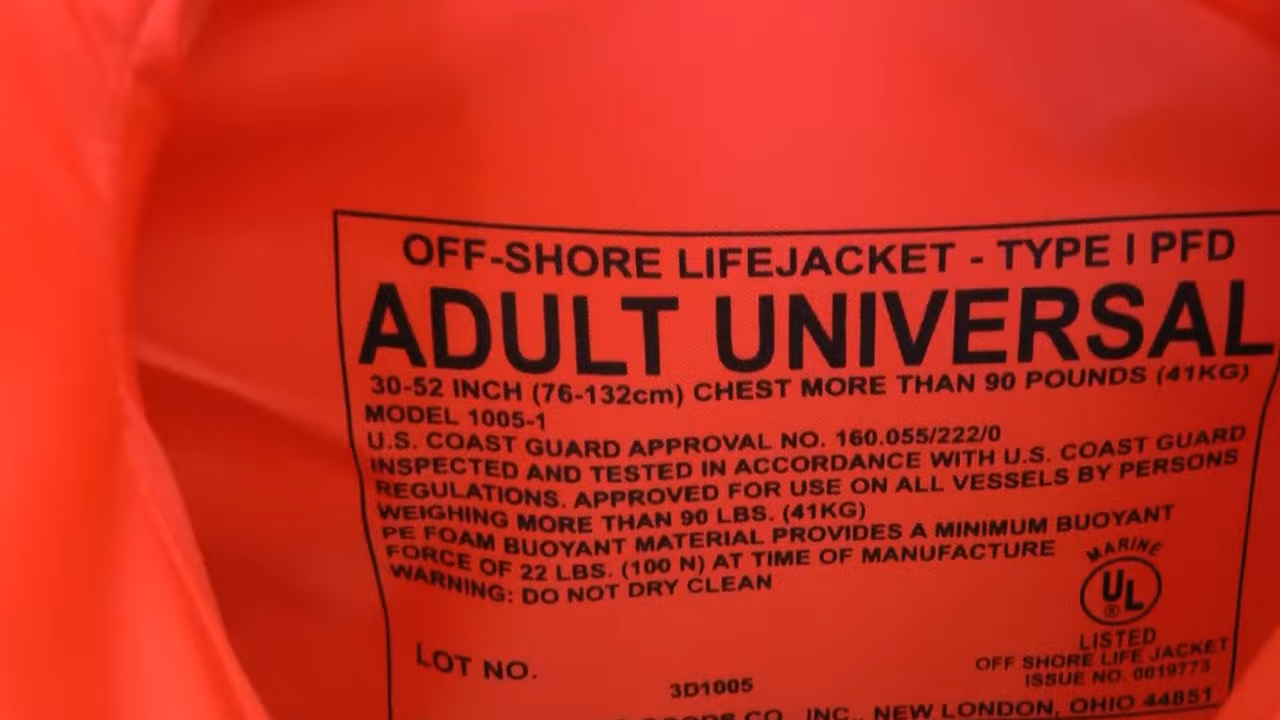 OFF-SHORE LIFEJACKET - TYPE I PFD
ADULT UNIVERSAL
30-52 INCH (76-132cm) CHEST MORE THAN 90 POUNDS (41KG)
MODEL 1005-1
U.S. COAST GUARD APPROVAL NO. 160.055/222/0
INSPECTED AND TESTED IN ACCORDANCE WITH U.S. COAST GUARD
REGULATIONS. APPROVED FOR USE ON ALL VESSELS BY PERSONS
WEIGHING MORE THAN 90 LBS. (41KG)
PE FOAM BUOYANT MATERIAL PROVIDES A MINIMUM BUOYANT
FORCE OF 22 LBS. (100 N) AT TIME OF MANUFACTURE
WARNING: DO NOT DRY CLEAN
MARINE
UL
®
LISTED
OFF SHORE LIFE JACKET
ISSUE NO. 0019773
LOT NO.
3D1005
CO., INC., NEW LONDON, OHIO 44851